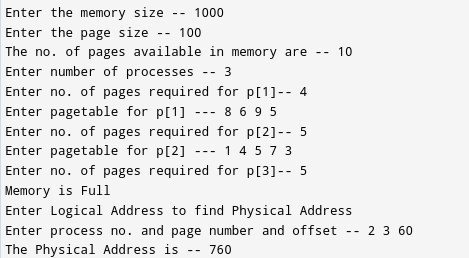 Enter the memory size -- 1000
Enter the page size -- 100
The no. of pages available in memory are -- 10
Enter number of processes -- 3
Enter no. of pages required for p[1]-- 4
Enter pagetable for p[1] --- 8 6 9 5
Enter no. of pages required for p[2]-- 5
Enter pagetable for p[2] --- 1 4 5 7 3
Enter no. of pages required for p[3]-- 5
Memory is Full
Enter Logical Address to find Physical Address
Enter process no. and page number and offset -- 2 3 60
The Physical Address is -- 760